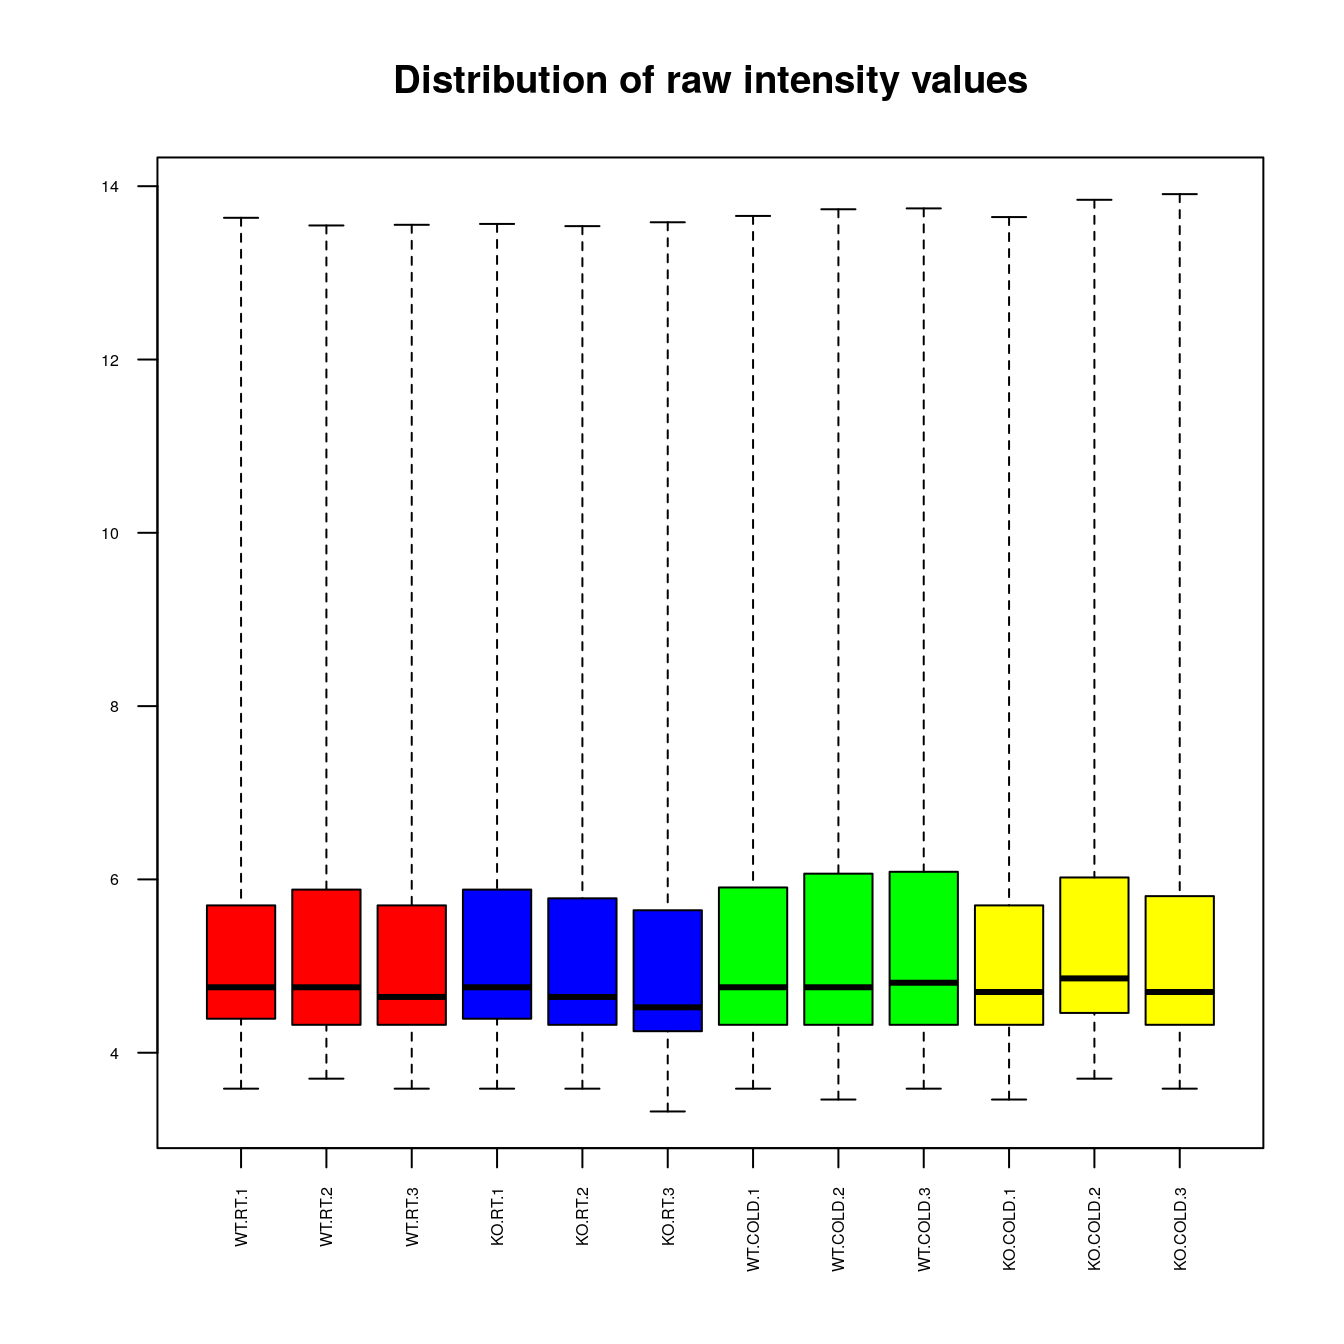 Distribution of raw intensity values
14
12
10
8
6
4
WT.RT.1
WT.RT.2
WT.RT.3
KO.RT.1
KO.RT.2
KO.RT.3
WT.COLD.1
WT.COLD.2
WT.COLD.3
KO.COLD.1
KO.COLD.2
KO.COLD.3